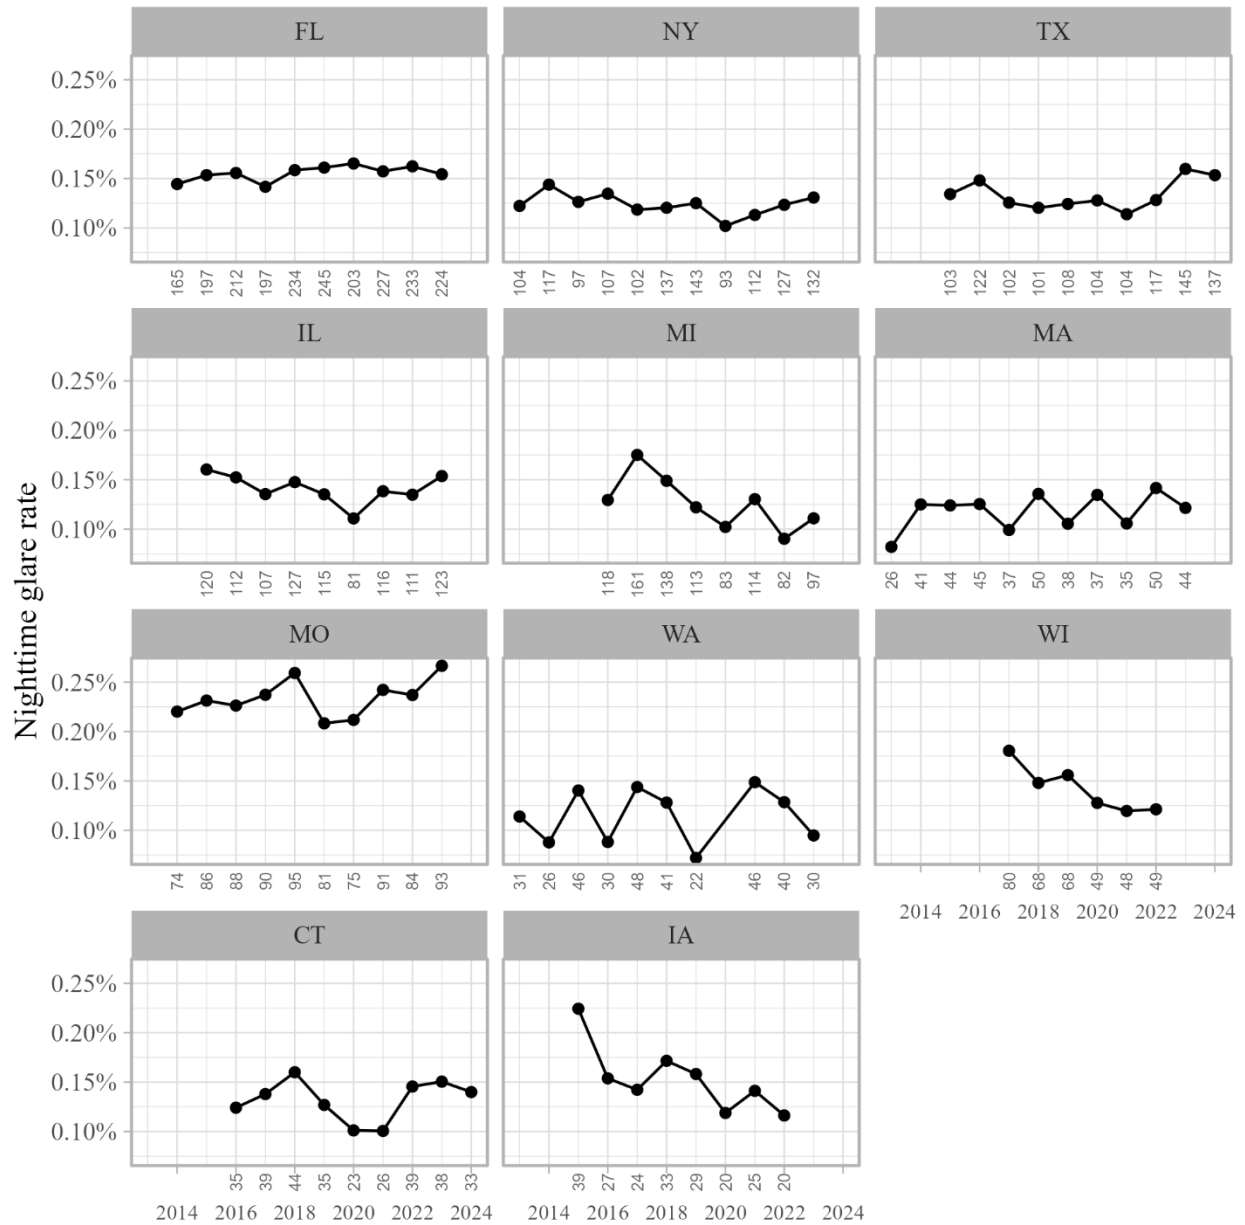 FL NY TX
0.25%
0.20%
0.15%
0.10%
165 197 212 197 234 245 203 227 233 224
104 117 97 107 102 137 143 93 112 127 132
103 122 102 101 108 104 104 117 145 137
IL MI MA
0.25%
0.20%
0.15%
0.10%
120 112 107 127 115 81 116 111 123
118 161 138 113 83 114 82 97
26 41 44 45 37 50 38 37 35 50 44
Nighttime glare rate
MO WA WI
0.25%
0.20%
0.15%
0.10%
74 86 88 90 95 81 75 91 84 93
31 26 46 30 48 41 22 46 40 30
80 68 68 49 48 49
2014 2016 2018 2020 2022 2024
CT IA
0.25%
0.20%
0.15%
0.10%
35 39 44 35 23 26 39 38 33
39 27 24 33 29 20 25 20
2014 2016 2018 2020 2022 2024
2014 2016 2018 2020 2022 2024